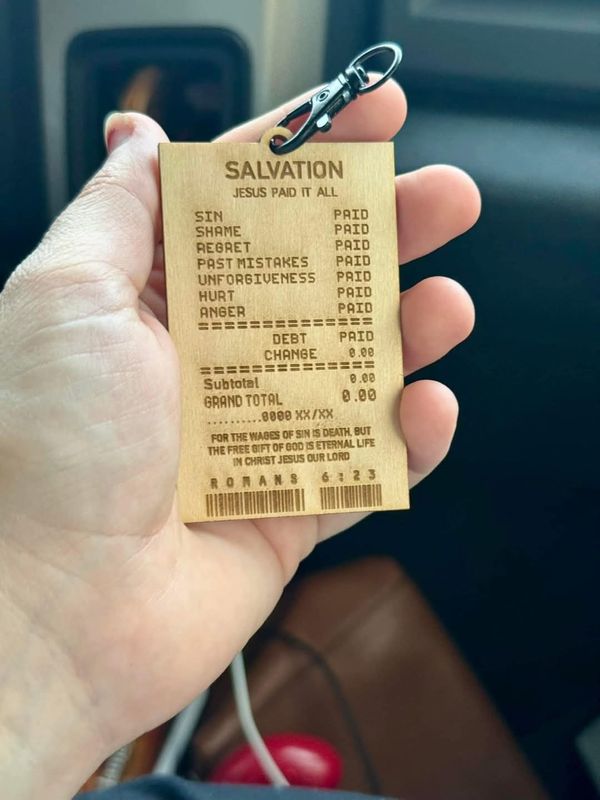 SALVATION
JESUS PAID IT ALL
SIN PAID
SHAME PAID
REGRET PAID
PAST MISTAKES PAID
UNFORGIVENESS PAID
HURT PAID
ANGER PAID
==========================
DEBT PAID
CHANGE 0.00
==========================
Subtotal 0.00
GRAND TOTAL 0.00
..........0000 XX/XX
FOR THE WAGES OF SIN IS DEATH, BUT
THE FREE GIFT OF GOD IS ETERNAL LIFE
IN CHRIST JESUS OUR LORD
ROMANS 6:23